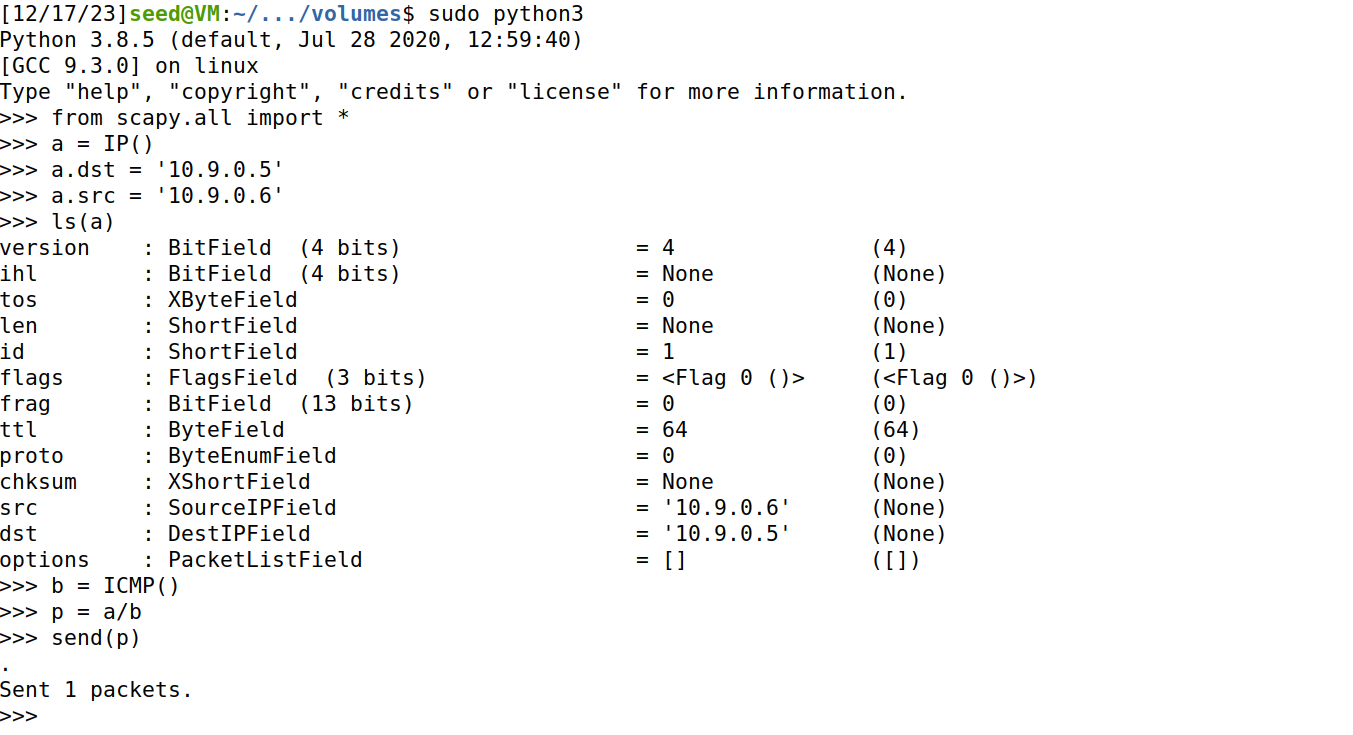 [12/17/23]seed@VM:~/.../volumes$ sudo python3
Python 3.8.5 (default, Jul 28 2020, 12:59:40)
[GCC 9.3.0] on linux
Type "help", "copyright", "credits" or "license" for more information.
>>> from scapy.all import *
>>> a = IP()
>>> a.dst = '10.9.0.5'
>>> a.src = '10.9.0.6'
>>> ls(a)
version    : BitField  (4 bits)                  = 4               (4)
ihl        : BitField  (4 bits)                  = None            (None)
tos        : XByteField                          = 0               (0)
len        : ShortField                          = None            (None)
id         : ShortField                          = 1               (1)
flags      : FlagsField  (3 bits)                = <Flag 0 ()>     (<Flag 0 ()>)
frag       : BitField  (13 bits)                 = 0               (0)
ttl        : ByteField                           = 64              (64)
proto      : ByteEnumField                       = 0               (0)
chksum     : XShortField                         = None            (None)
src        : SourceIPField                       = '10.9.0.6'      (None)
dst        : DestIPField                         = '10.9.0.5'      (None)
options    : PacketListField                     = []              ([])
>>> b = ICMP()
>>> p = a/b
>>> send(p)
.
Sent 1 packets.
>>>